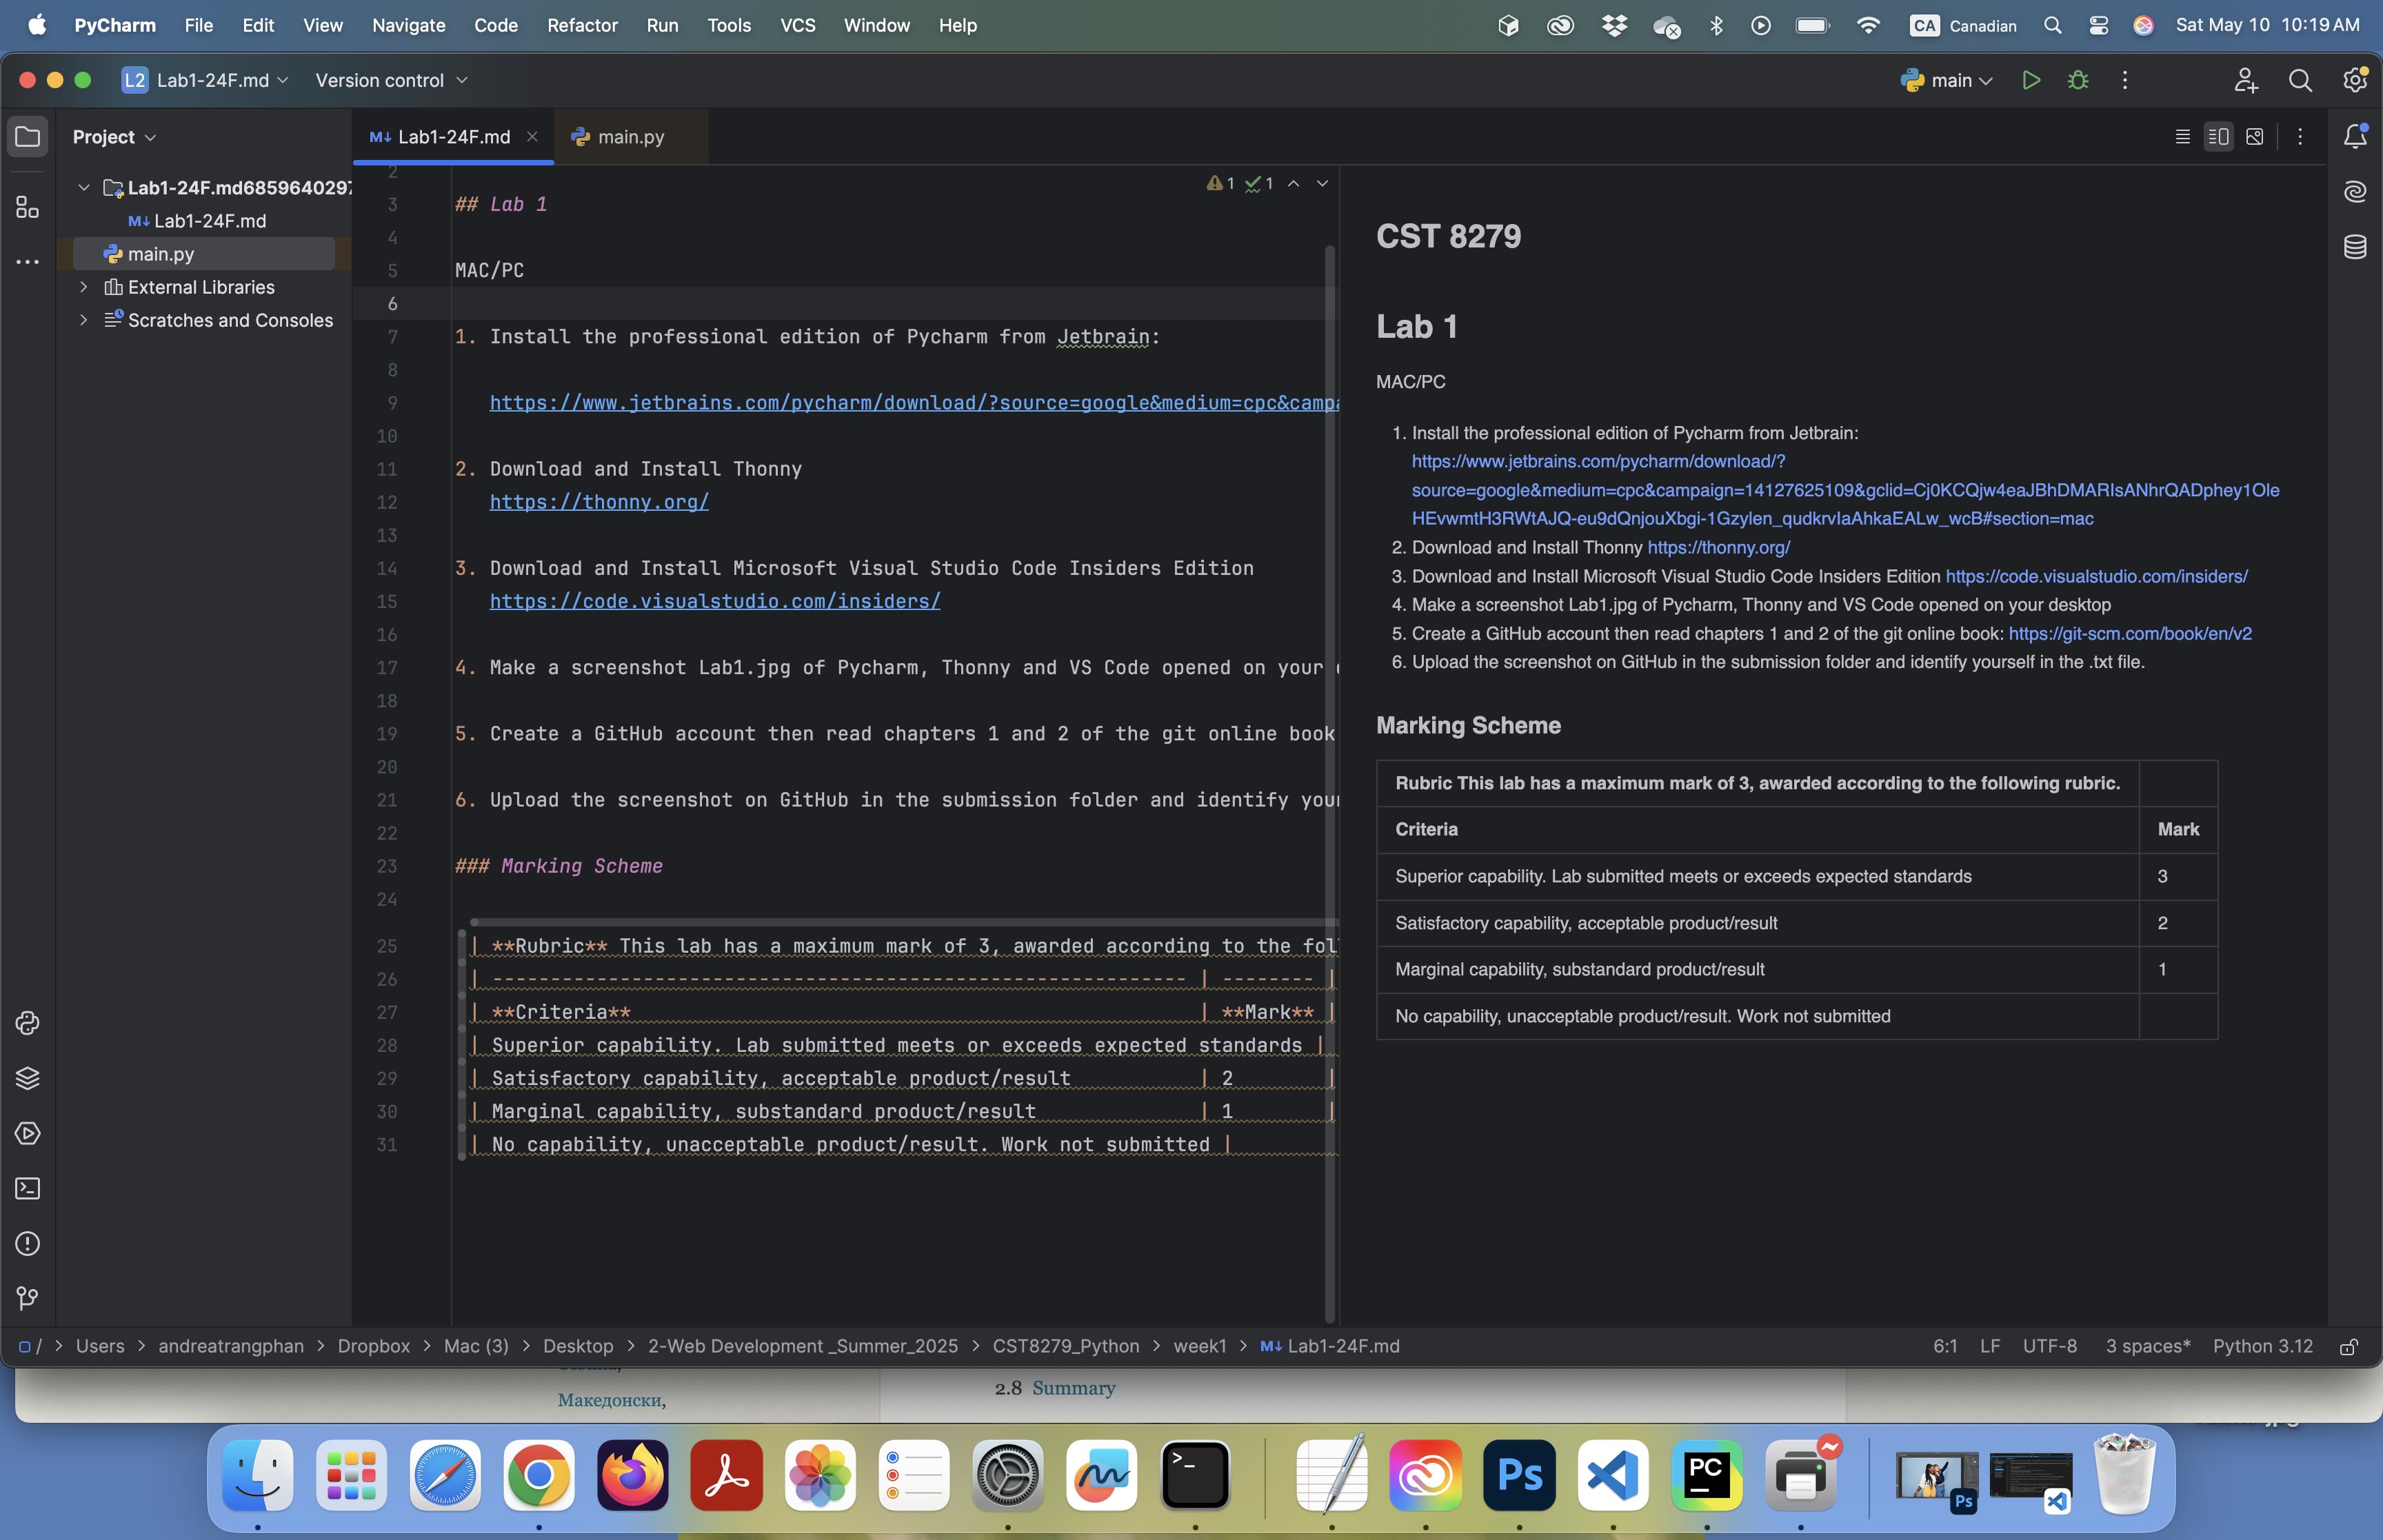 PyCharm File Edit View Navigate Code Refactor Run Tools VCS Window Help CA Canadian Sat May 10 10:19 AM
L2 Lab1-24F.md Version control main
Project
Lab1-24F.md6859640297
Lab1-24F.md
main.py
External Libraries
Scratches and Consoles
M↓ Lab1-24F.md main.py
1 1
2
3 ## Lab 1
4
5 MAC/PC
6
7 1. Install the professional edition of Pycharm from Jetbrain:
8
9 https://www.jetbrains.com/pycharm/download/?source=google&medium=cpc&campa
10
11 2. Download and Install Thonny
12 https://thonny.org/
13
14 3. Download and Install Microsoft Visual Studio Code Insiders Edition
15 https://code.visualstudio.com/insiders/
16
17 4. Make a screenshot Lab1.jpg of Pycharm, Thonny and VS Code opened on your
18
19 5. Create a GitHub account then read chapters 1 and 2 of the git online book
20
21 6. Upload the screenshot on GitHub in the submission folder and identify your
22
23 ### Marking Scheme
24
25 | **Rubric** This lab has a maximum mark of 3, awarded according to the fol
26 | ------------------------------------------------------------ | -------- |
27 | **Criteria** | **Mark** |
28 | Superior capability. Lab submitted meets or exceeds expected standards |
29 | Satisfactory capability, acceptable product/result | 2 |
30 | Marginal capability, substandard product/result | 1 |
31 | No capability, unacceptable product/result. Work not submitted |
CST 8279
Lab 1
MAC/PC
1. Install the professional edition of Pycharm from Jetbrain:
https://www.jetbrains.com/pycharm/download/?
source=google&medium=cpc&campaign=14127625109&gclid=Cj0KCQjw4eaJBhDMARIsANhrQADphey1Ole
HEvwmtH3RWtAJQ-eu9dQnjouXbgi-1Gzylen_qudkrvIaAhkaEALw_wcB#section=mac
2. Download and Install Thonny https://thonny.org/
3. Download and Install Microsoft Visual Studio Code Insiders Edition https://code.visualstudio.com/insiders/
4. Make a screenshot Lab1.jpg of Pycharm, Thonny and VS Code opened on your desktop
5. Create a GitHub account then read chapters 1 and 2 of the git online book: https://git-scm.com/book/en/v2
6. Upload the screenshot on GitHub in the submission folder and identify yourself in the .txt file.
Marking Scheme
Rubric This lab has a maximum mark of 3, awarded according to the following rubric.
Criteria Mark
Superior capability. Lab submitted meets or exceeds expected standards 3
Satisfactory capability, acceptable product/result 2
Marginal capability, substandard product/result 1
No capability, unacceptable product/result. Work not submitted
/ > Users > andreatrangphan > Dropbox > Mac (3) > Desktop > 2-Web Development _Summer_2025 > CST8279_Python > week1 > M↓ Lab1-24F.md 6:1 LF UTF-8 3 spaces* Python 3.12
2.8 Summary
Македонски,
>_ Ps PC Ps